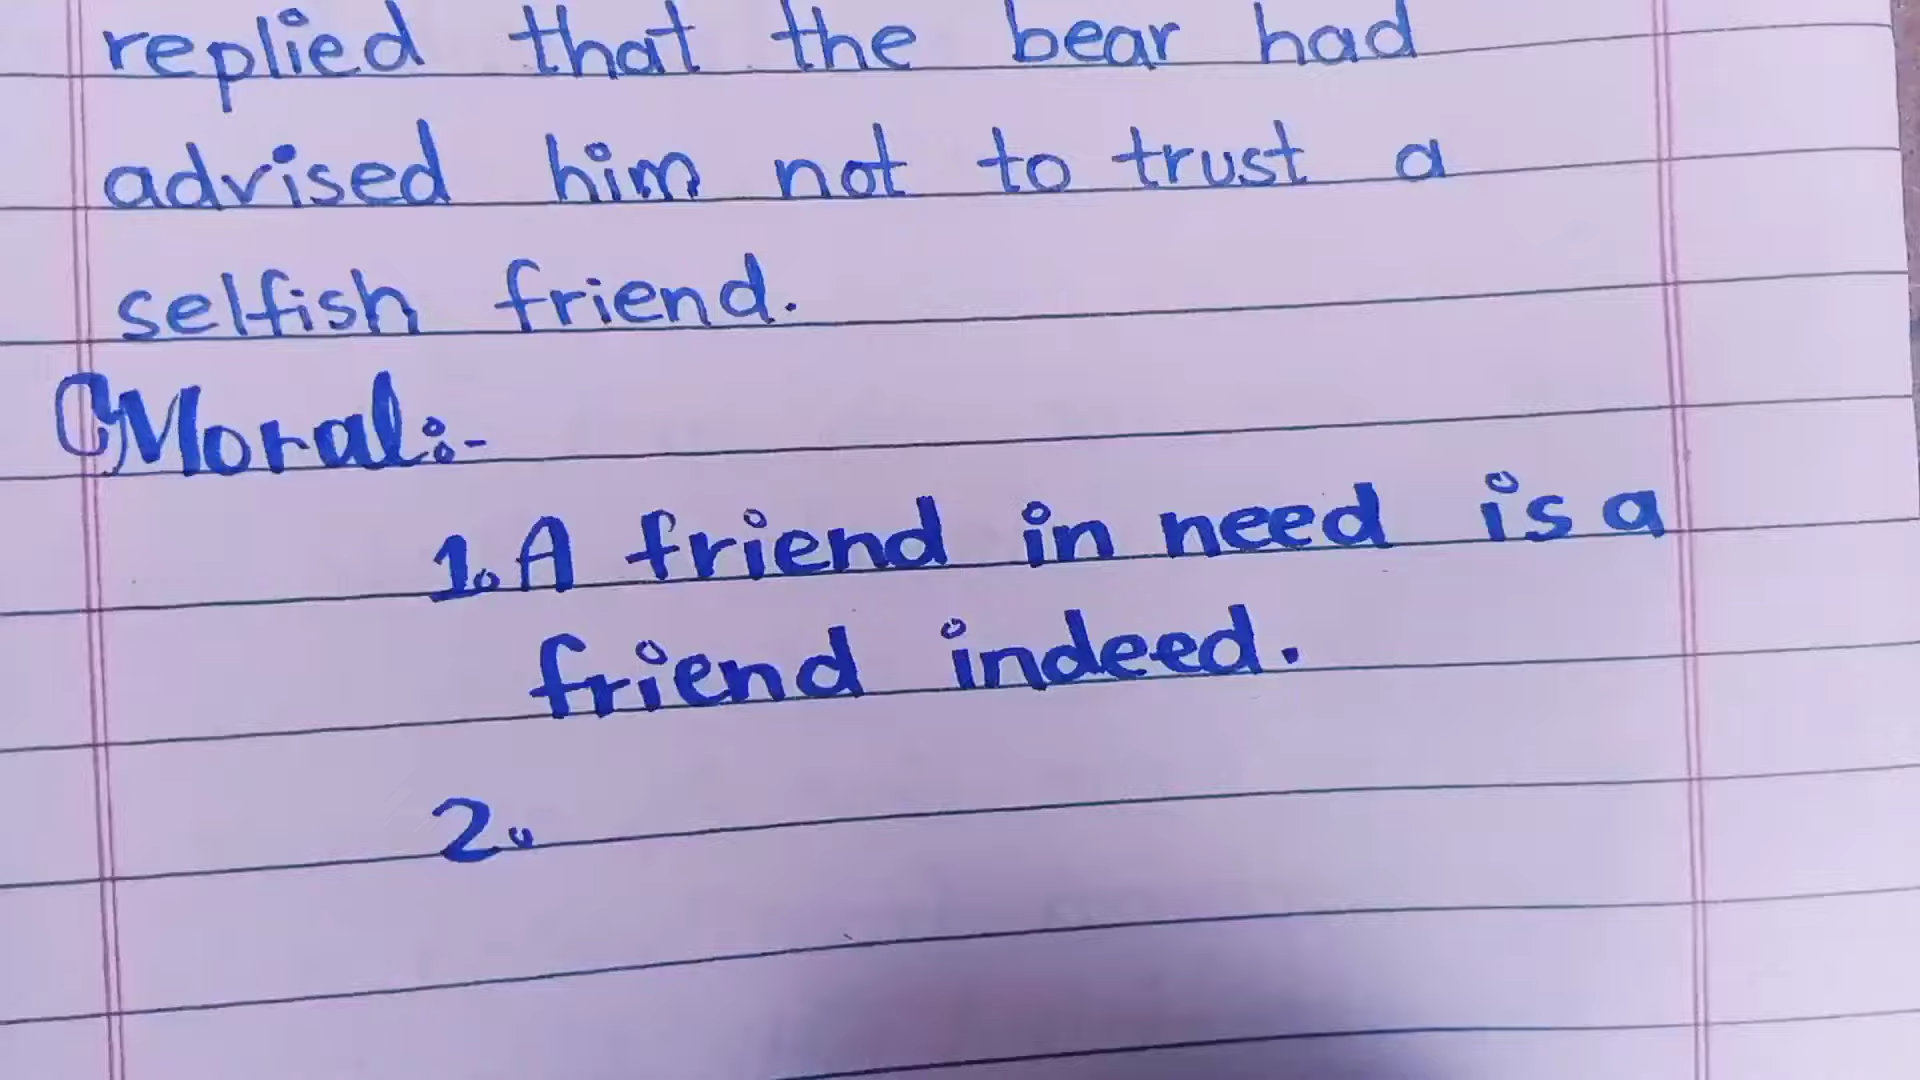 replied that the bear had
advised him not to trust a
selfish friend.
Moral:-
1. A friend in need is a
friend indeed.
2.